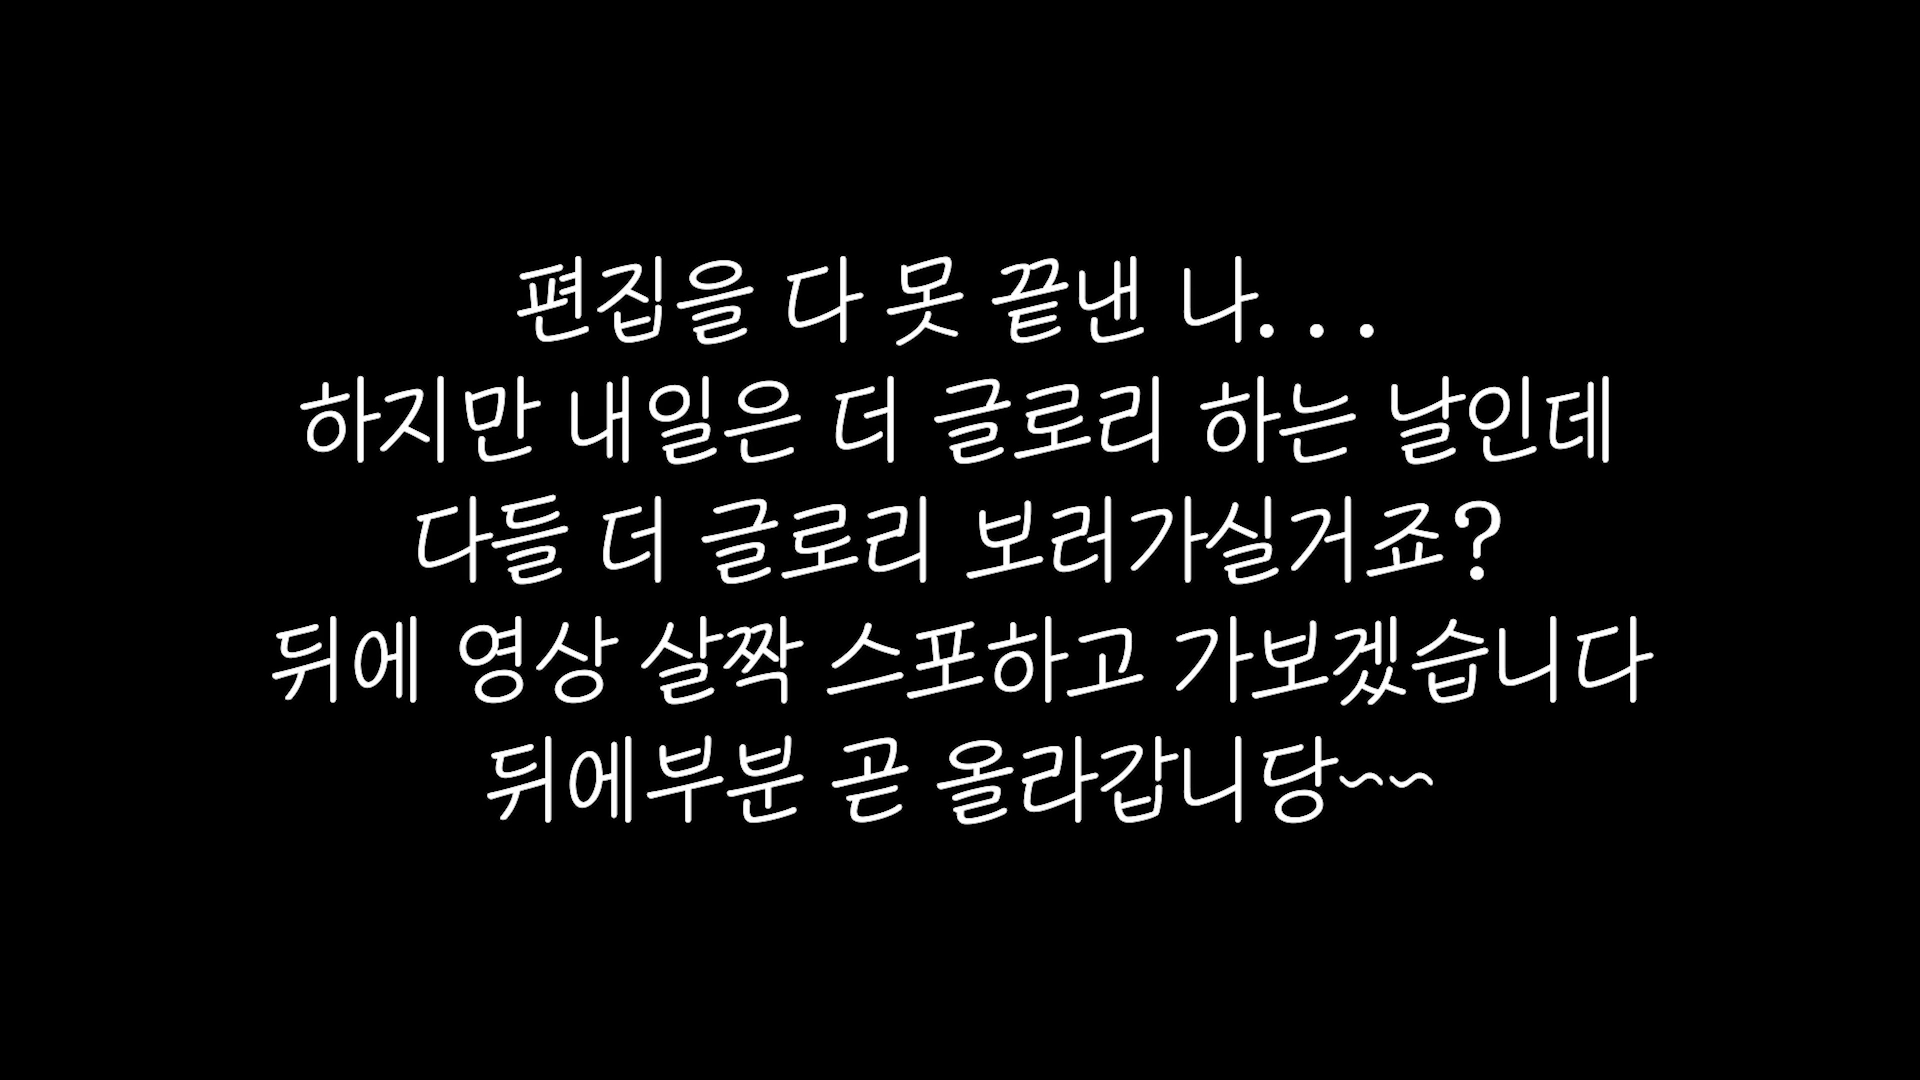 편집을 다 못 끝낸 나...
하지만 내일은 더 글로리 하는 날인데
다들 더 글로리 보러가실거죠?
뒤에 영상 살짝 스포하고 가보겠습니다
뒤에부분 곧 올라갑니당~~